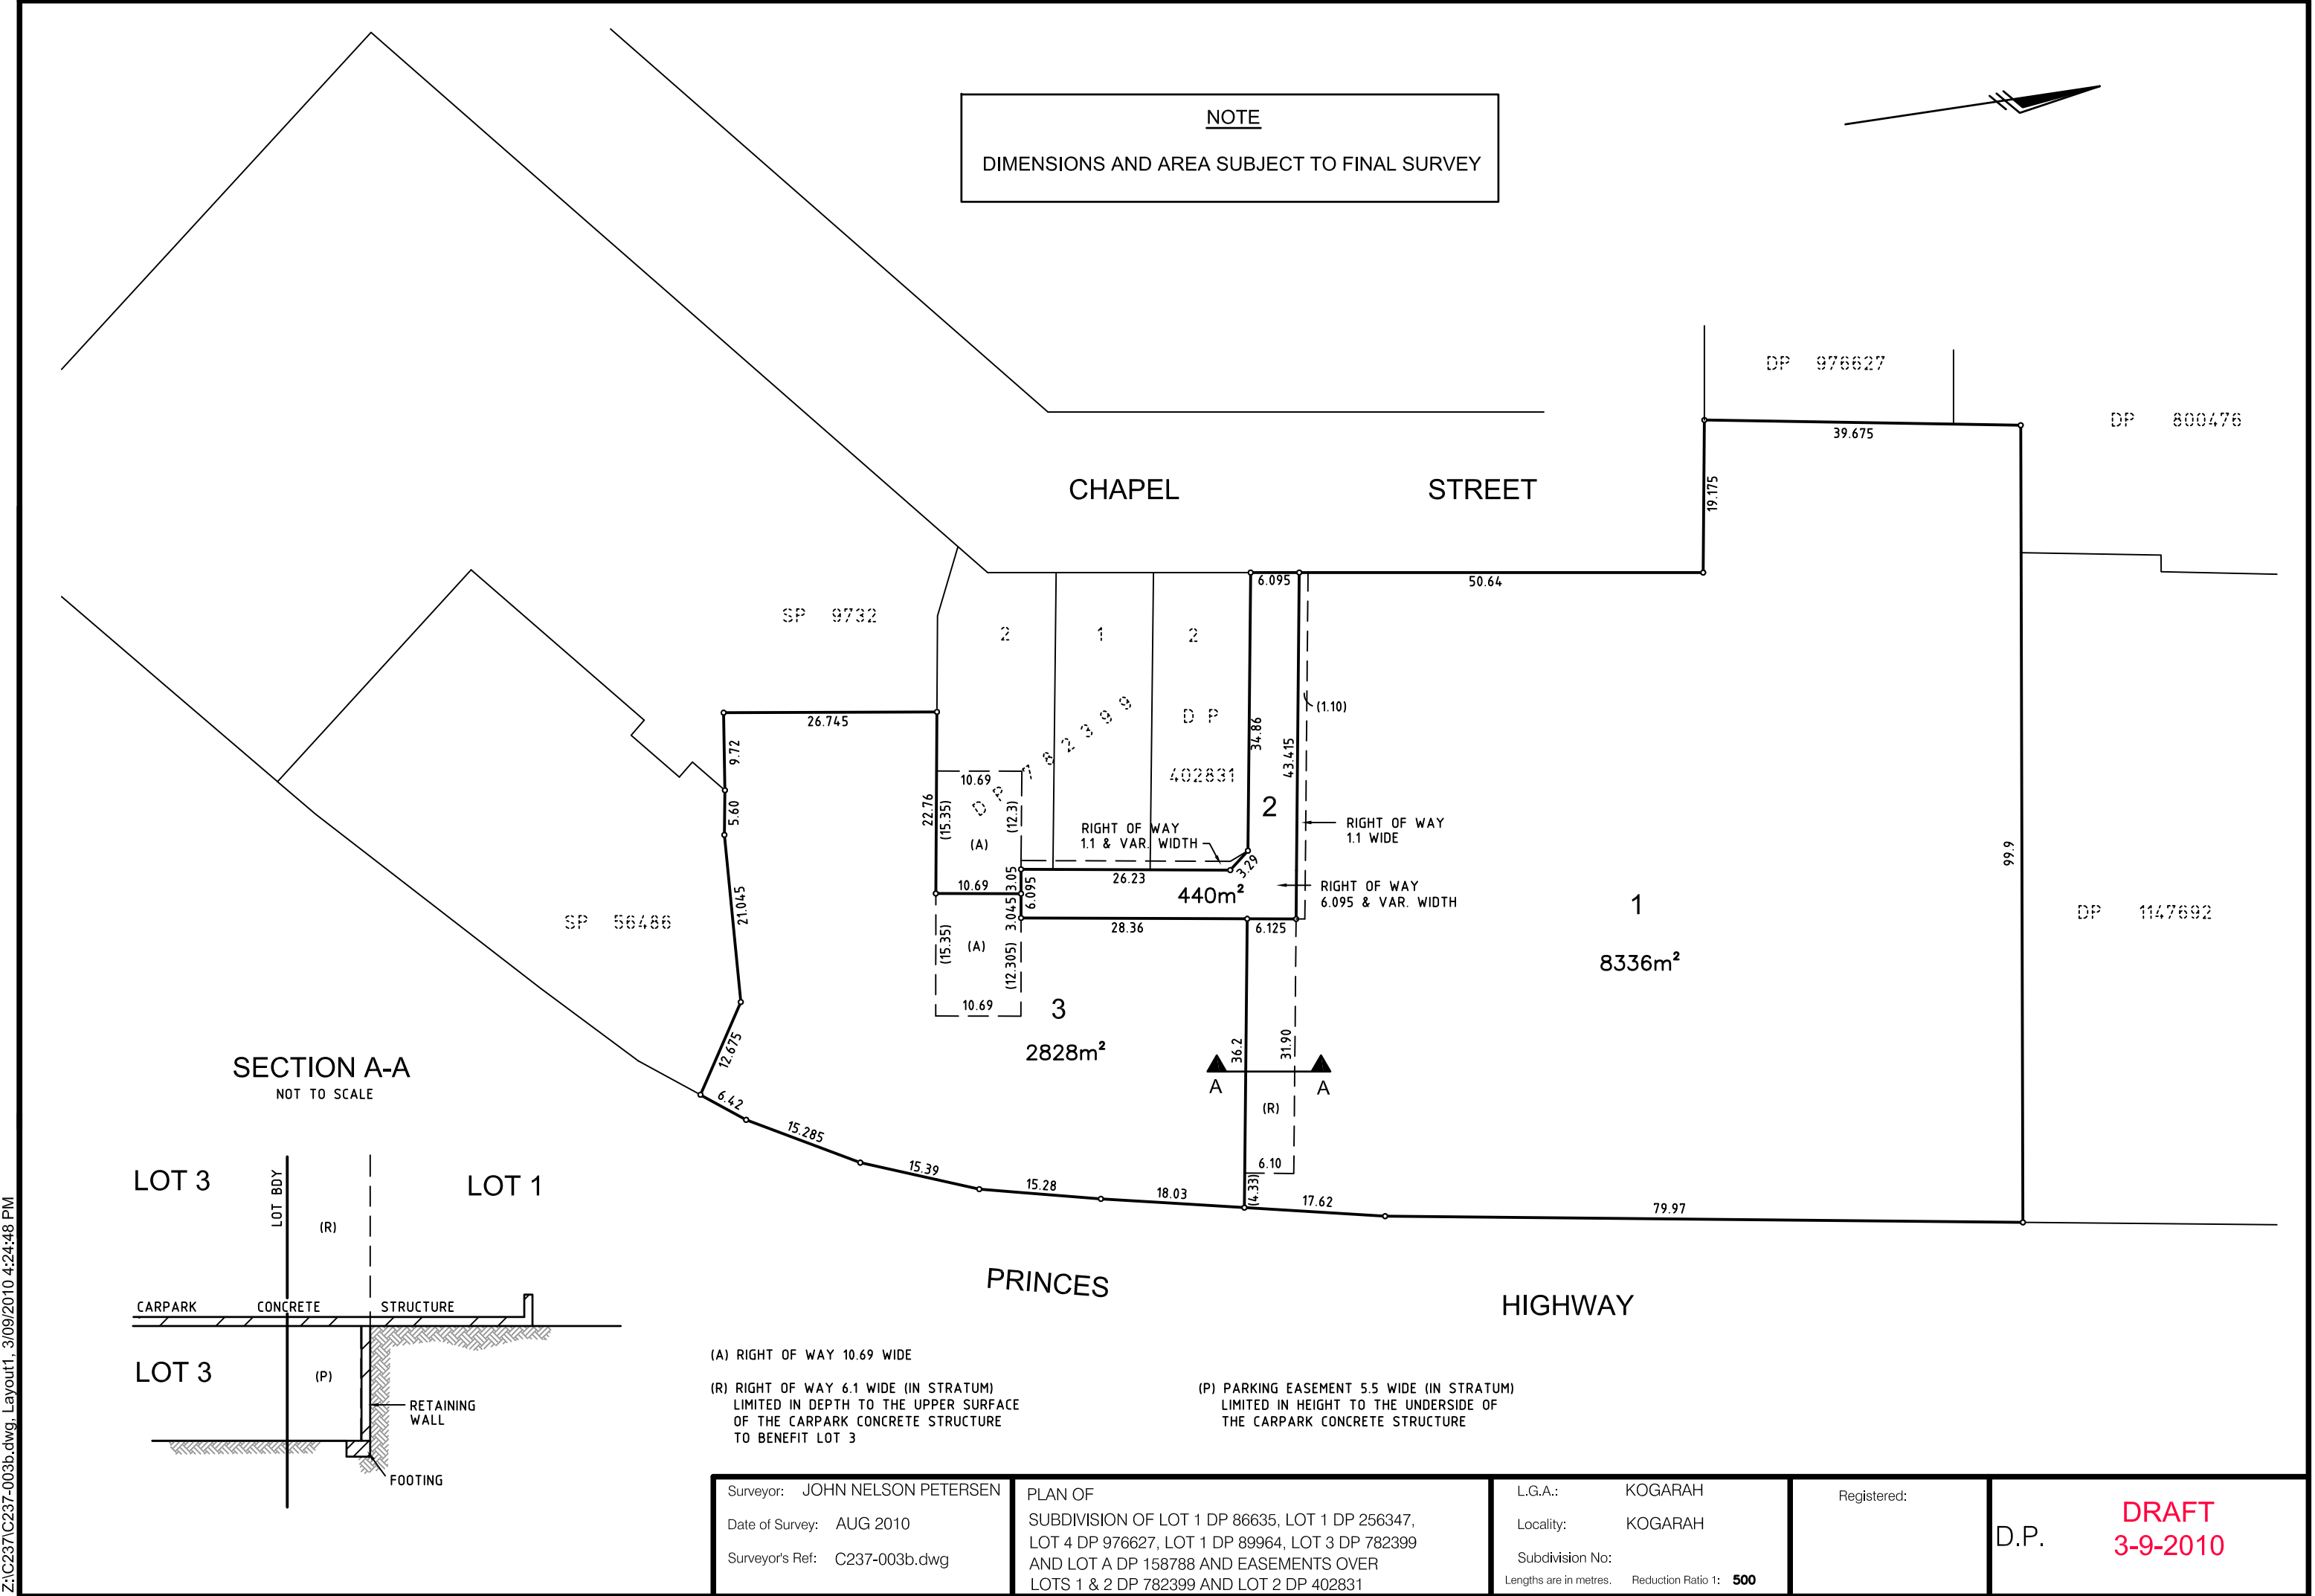 NOTE
DIMENSIONS AND AREA SUBJECT TO FINAL SURVEY
DP 976627
DP 800476
39.675
19.175
CHAPEL STREET
6.095
50.64
SP 9732
2
1
2
DP 782399
D P
402831
26.745
9.72
5.60
21.045
12.675
22.76
(15.35)
10.69
(12.3)
(A)
34.86
43.415
(1.10)
2
RIGHT OF WAY
1.1 & VAR. WIDTH
RIGHT OF WAY
1.1 WIDE
3.29
26.23
440m²
RIGHT OF WAY
6.095 & VAR. WIDTH
10.69
3.05
6.095
3.045
28.36
6.125
1
8336m²
99.9
DP 1147692
SP 56486
(15.35)
(A)
(12.305)
10.69
3
2828m²
36.2
31.90
A
A
(R)
6.10
(4.33)
6.42
15.285
15.39
15.28
18.03
17.62
79.97
PRINCES HIGHWAY
SECTION A-A
NOT TO SCALE
LOT 3
LOT BDY
(R)
LOT 1
CARPARK CONCRETE STRUCTURE
LOT 3
(P)
RETAINING
WALL
FOOTING
(A) RIGHT OF WAY 10.69 WIDE
(R) RIGHT OF WAY 6.1 WIDE (IN STRATUM)
LIMITED IN DEPTH TO THE UPPER SURFACE
OF THE CARPARK CONCRETE STRUCTURE
TO BENEFIT LOT 3
(P) PARKING EASEMENT 5.5 WIDE (IN STRATUM)
LIMITED IN HEIGHT TO THE UNDERSIDE OF
THE CARPARK CONCRETE STRUCTURE
Surveyor: JOHN NELSON PETERSEN
Date of Survey: AUG 2010
Surveyor's Ref: C237-003b.dwg
PLAN OF
SUBDIVISION OF LOT 1 DP 86635, LOT 1 DP 256347,
LOT 4 DP 976627, LOT 1 DP 89964, LOT 3 DP 782399
AND LOT A DP 158788 AND EASEMENTS OVER
LOTS 1 & 2 DP 782399 AND LOT 2 DP 402831
L.G.A.: KOGARAH
Locality: KOGARAH
Subdivision No:
Lengths are in metres. Reduction Ratio 1: 500
Registered:
D.P.
DRAFT
3-9-2010
Z:\C237\C237-003b.dwg, Layout1, 3/09/2010 4:24:48 PM